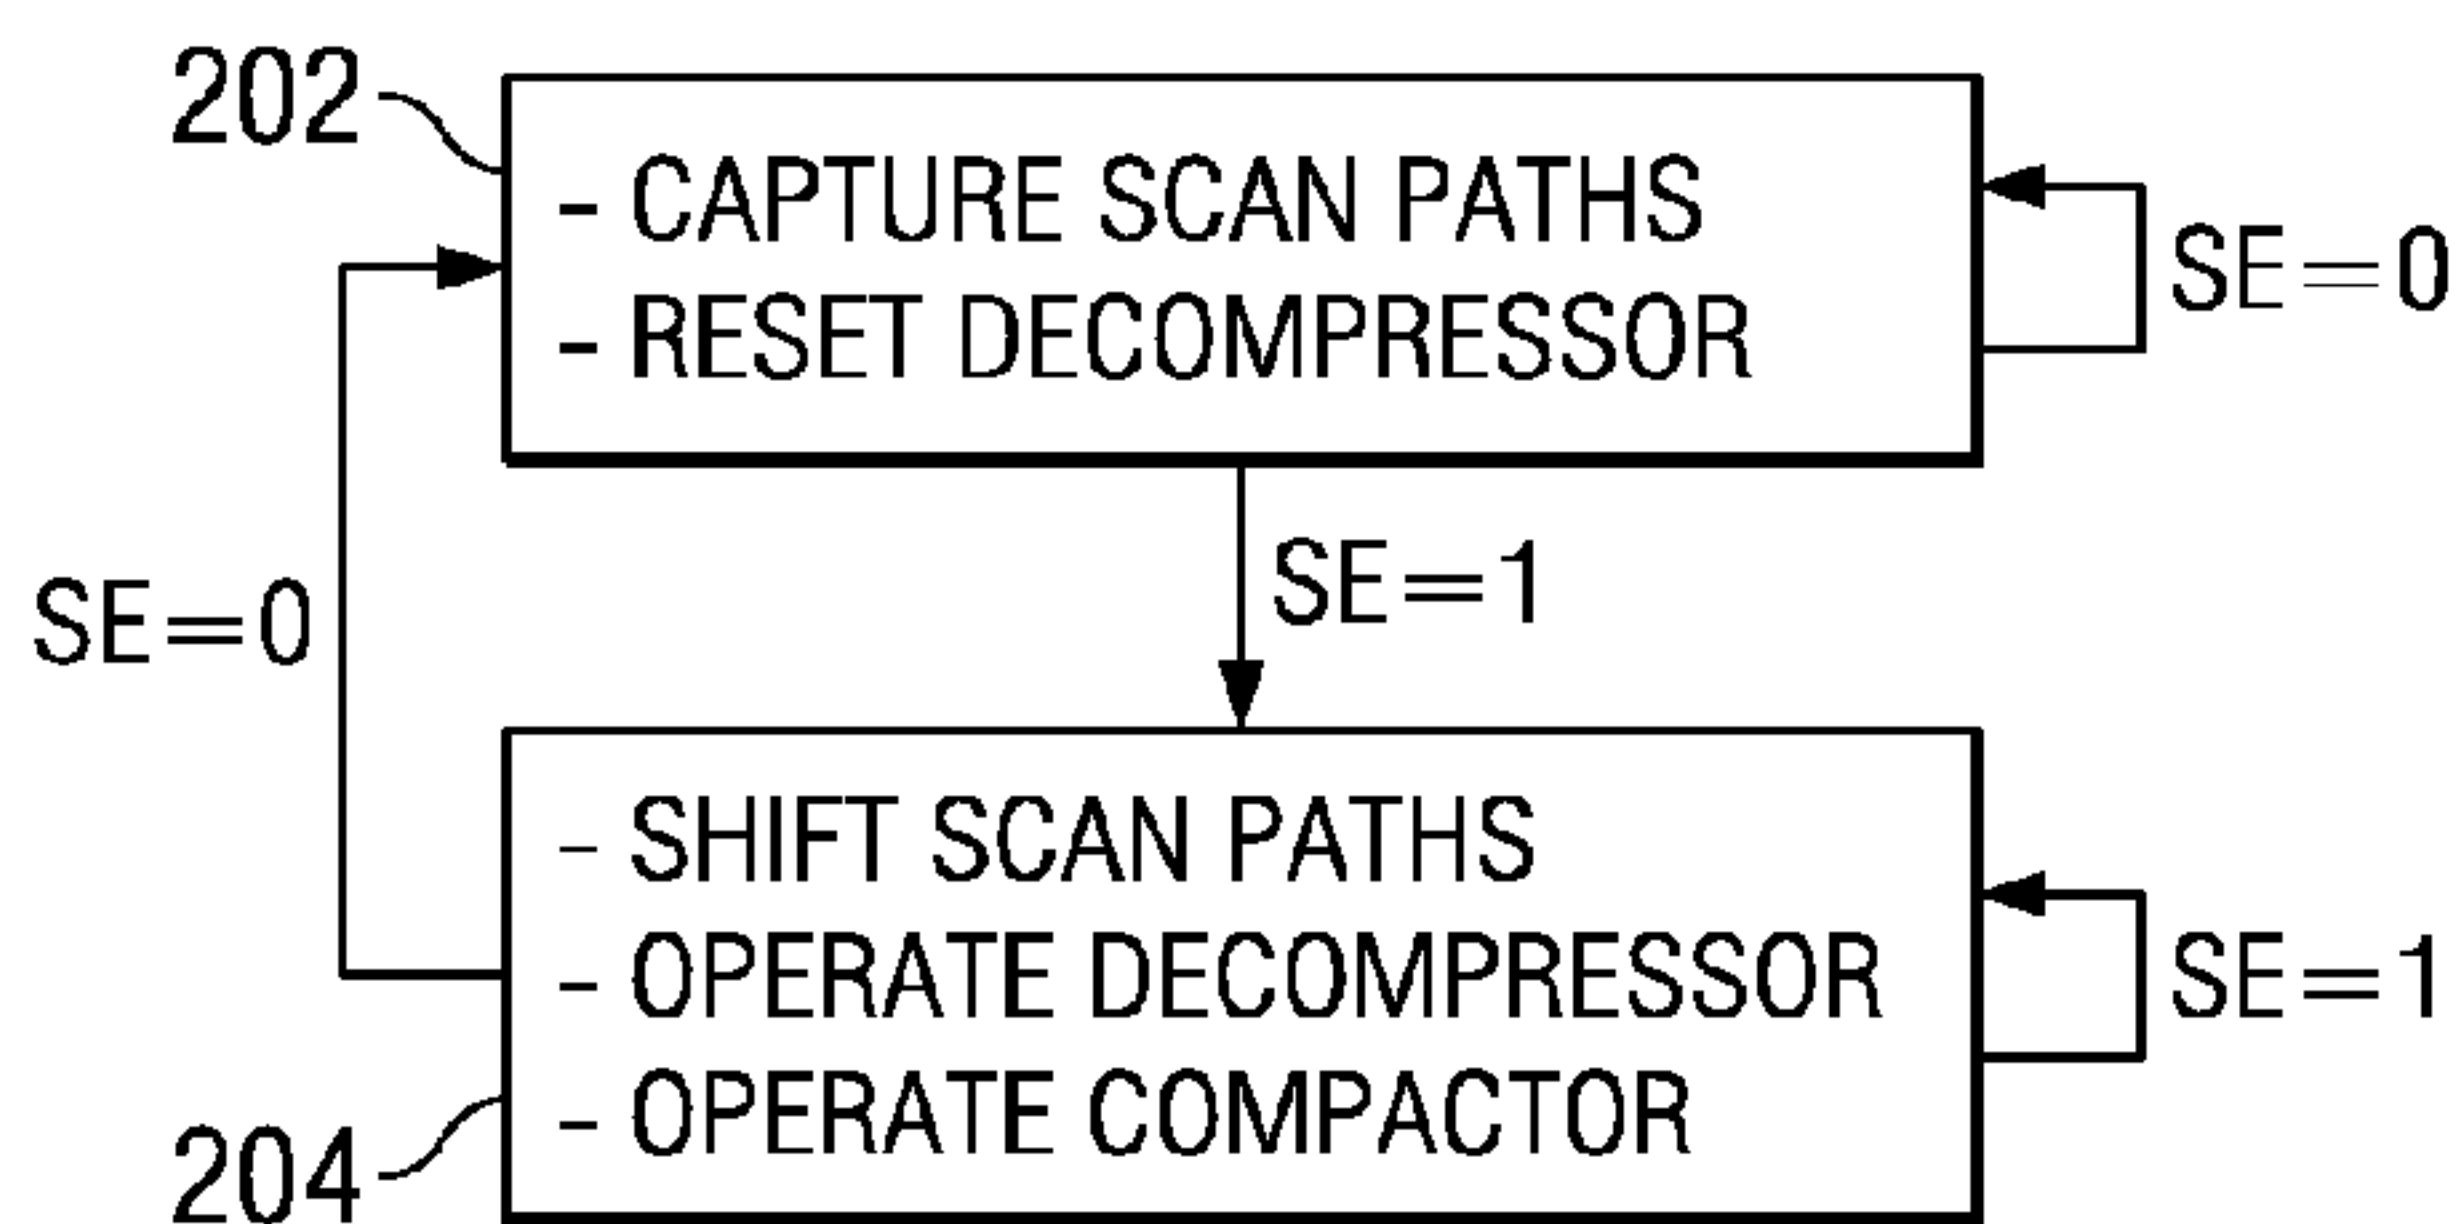 202
- CAPTURE SCAN PATHS
- RESET DECOMPRESSOR
SE=0
SE=0
SE=1
- SHIFT SCAN PATHS
- OPERATE DECOMPRESSOR
- OPERATE COMPACTOR
SE=1
204